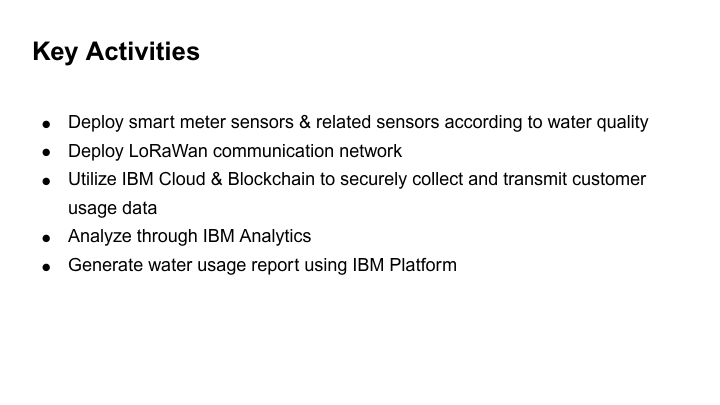 Key Activities
● Deploy smart meter sensors & related sensors according to water quality
● Deploy LoRaWan communication network
● Utilize IBM Cloud & Blockchain to securely collect and transmit customer
usage data
● Analyze through IBM Analytics
● Generate water usage report using IBM Platform